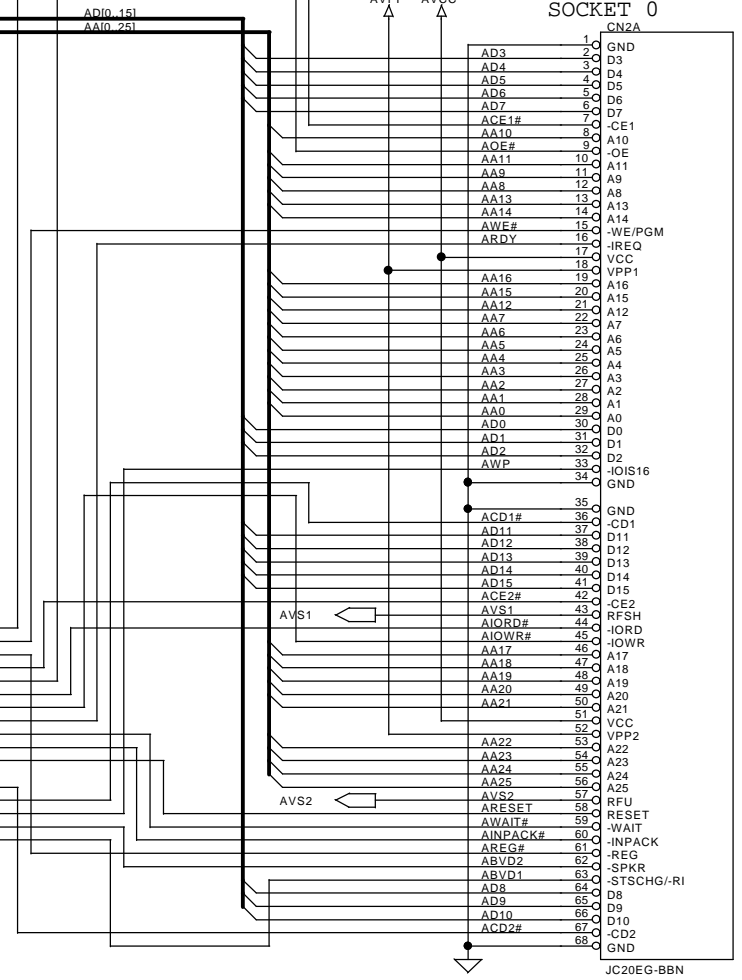 SOCKET 0
AD[0..15]
AA[0..25]
CN2A
1 GND
AD3 2 D3
AD4 3 D4
AD5 4 D5
AD6 5 D6
AD7 6 D7
ACE1# 7 -CE1
AA10 8 A10
AOE# 9 -OE
AA11 10 A11
AA9 11 A9
AA8 12 A8
AA13 13 A13
AA14 14 A14
AWE# 15 -WE/PGM
ARDY 16 -IREQ
17 VCC
18 VPP1
AA16 19 A16
AA15 20 A15
AA12 21 A12
AA7 22 A7
AA6 23 A6
AA5 24 A5
AA4 25 A4
AA3 26 A3
AA2 27 A2
AA1 28 A1
AA0 29 A0
AD0 30 D0
AD1 31 D1
AD2 32 D2
AWP 33 -IOIS16
34 GND
35 GND
ACD1# 36 -CD1
AD11 37 D11
AD12 38 D12
AD13 39 D13
AD14 40 D14
AD15 41 D15
ACE2# 42 -CE2
AVS1 AVS1 43 RFSH
AIORD# 44 -IORD
AIOWR# 45 -IOWR
AA17 46 A17
AA18 47 A18
AA19 48 A19
AA20 49 A20
AA21 50 A21
51 VCC
52 VPP2
AA22 53 A22
AA23 54 A23
AA24 55 A24
AA25 56 A25
AVS2 AVS2 57 RFU
ARESET 58 RESET
AWAIT# 59 -WAIT
AINPACK# 60 -INPACK
AREG# 61 -REG
ABVD2 62 -SPKR
ABVD1 63 -STSCHG/-RI
AD8 64 D8
AD9 65 D9
AD10 66 D10
ACD2# 67 -CD2
68 GND
JC20EG-BBN